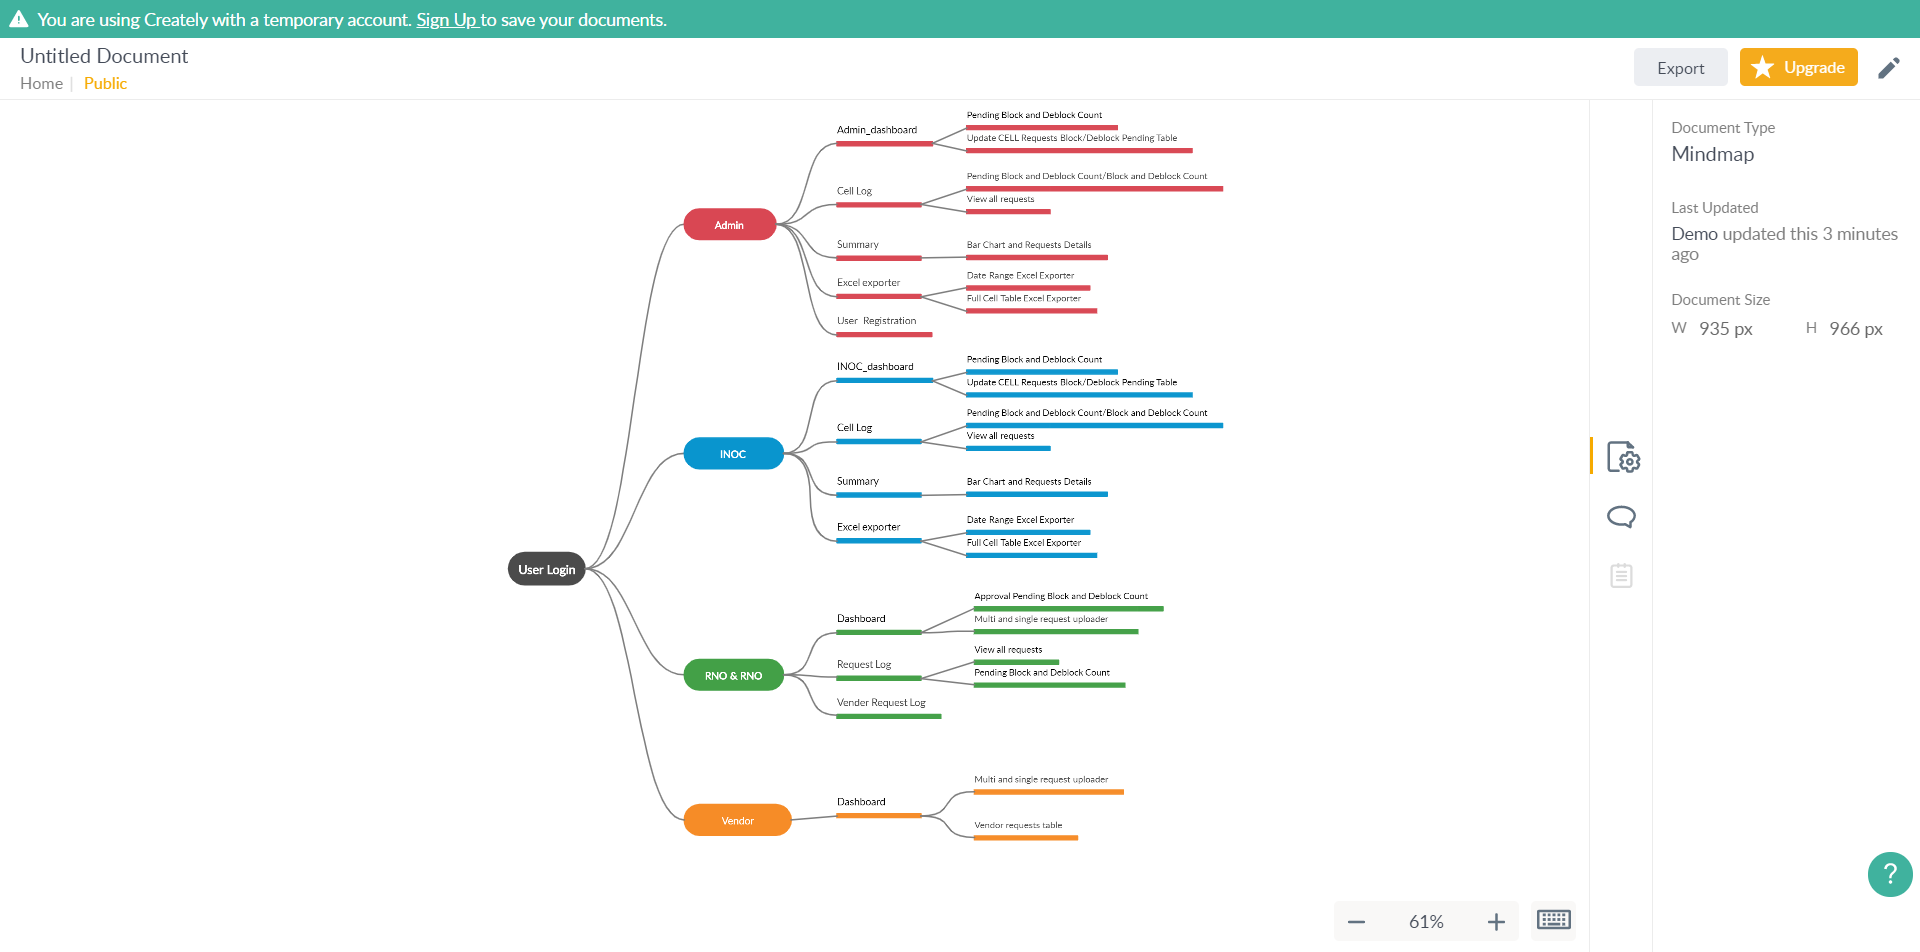 You are using Creately with a temporary account. Sign Up to save your documents.
Untitled Document
Home | Public
Export
Upgrade
Document Type
Mindmap
Last Updated
Demo updated this 3 minutes
ago
Document Size
W 935 px H 966 px
User Login
Admin
Admin_dashboard
Pending Block and Deblock Count
Update CELL Requests Block/Deblock Pending Table
Cell Log
Pending Block and Deblock Count/Block and Deblock Count
View all requests
Summary
Bar Chart and Requests Details
Excel exporter
Date Range Excel Exporter
Full Cell Table Excel Exporter
User Registration
INOC
INOC_dashboard
Pending Block and Deblock Count
Update CELL Requests Block/Deblock Pending Table
Cell Log
Pending Block and Deblock Count/Block and Deblock Count
View all requests
Summary
Bar Chart and Requests Details
Excel exporter
Date Range Excel Exporter
Full Cell Table Excel Exporter
RNO & RNO
Dashboard
Approval Pending Block and Deblock Count
Multi and single request uploader
Request Log
View all requests
Pending Block and Deblock Count
Vender Request Log
Vendor
Dashboard
Multi and single request uploader
Vendor requests table
61%
?